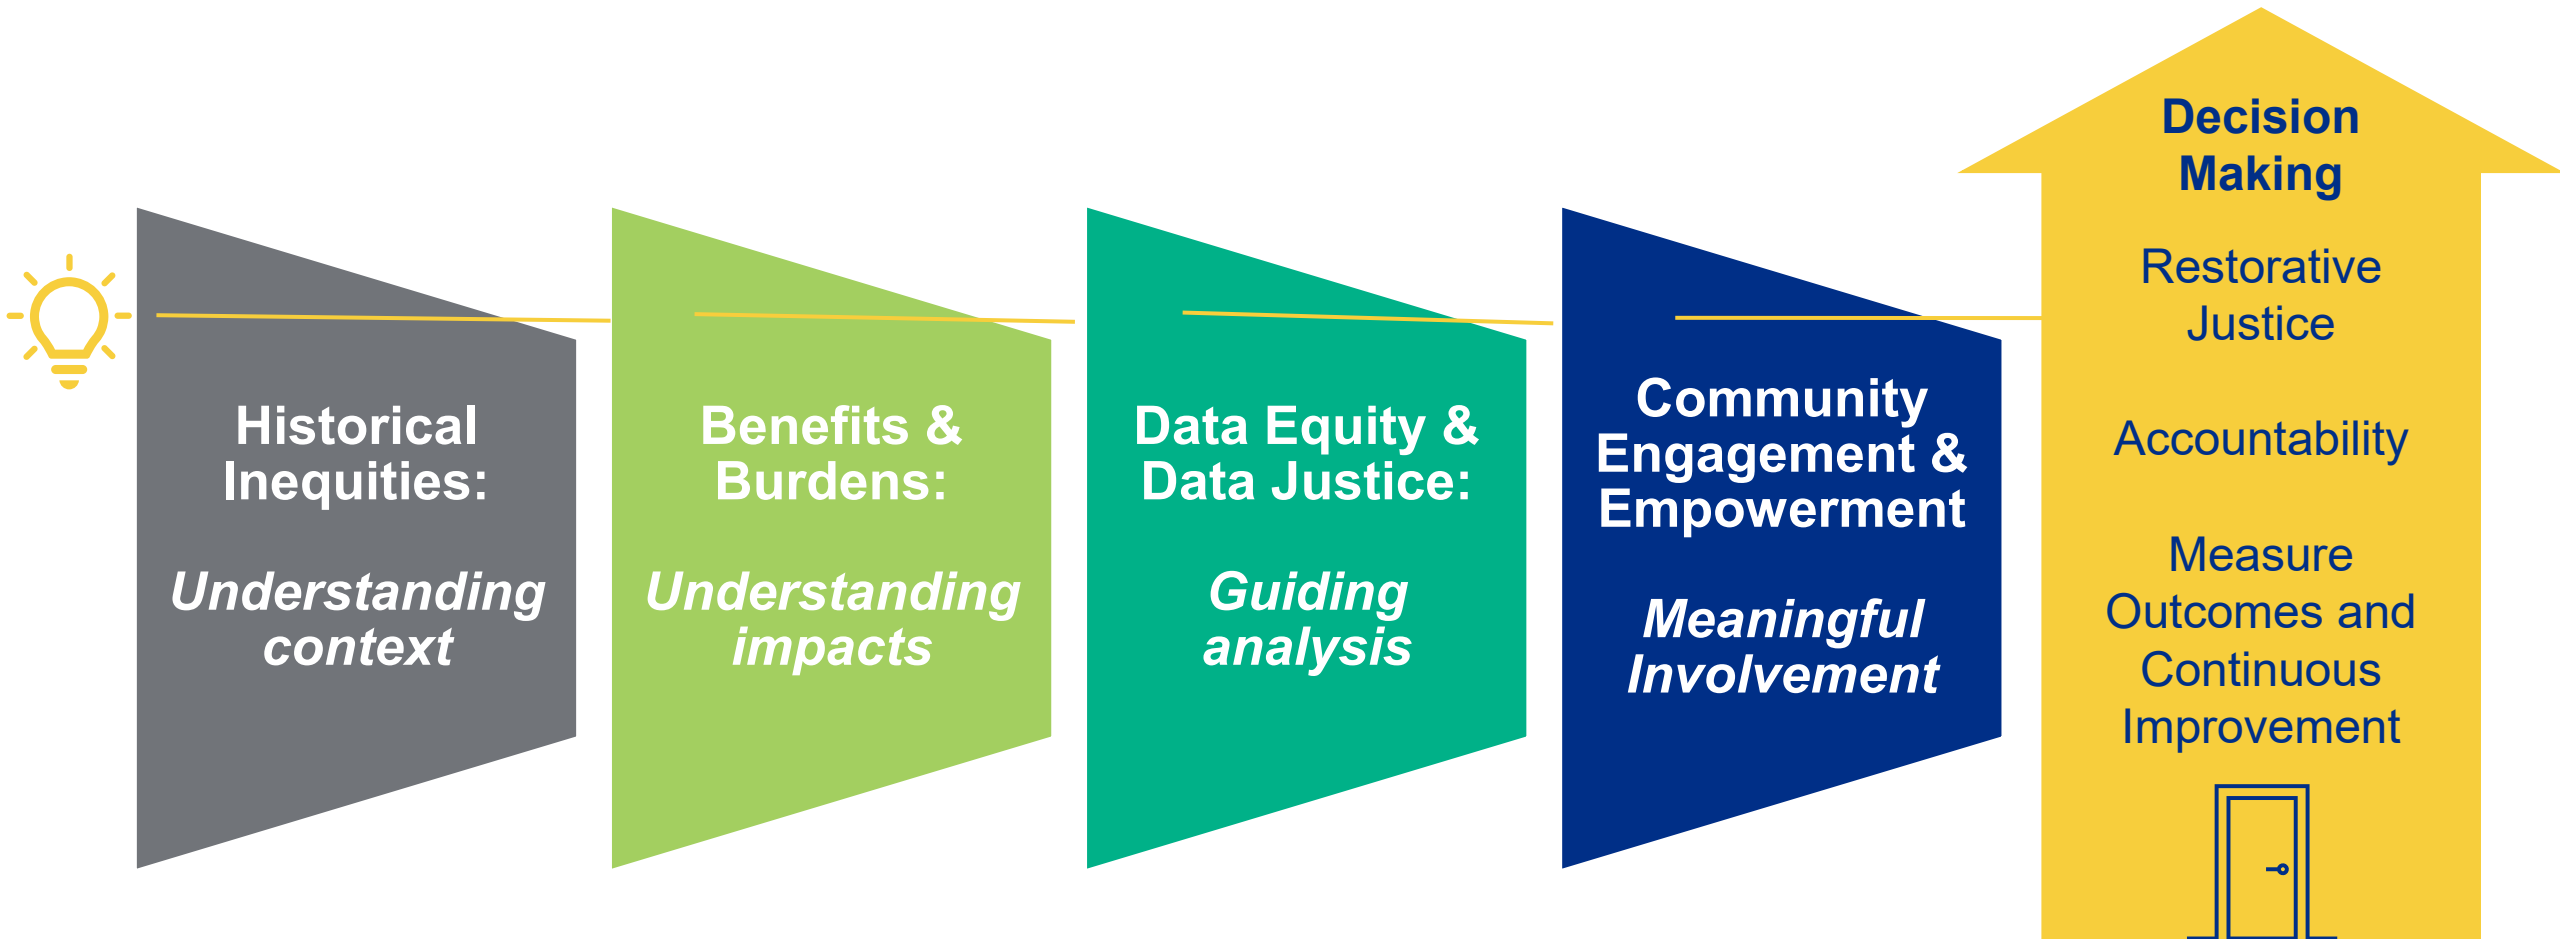 Historical
Inequities:
Understanding
context
Benefits &
Burdens:
Understanding
impacts
Data Equity &
Data Justice:
Guiding
analysis
Community
Engagement &
Empowerment
Meaningful
Involvement
Decision
Making
Restorative
Justice
Accountability
Measure
Outcomes and
Continuous
Improvement